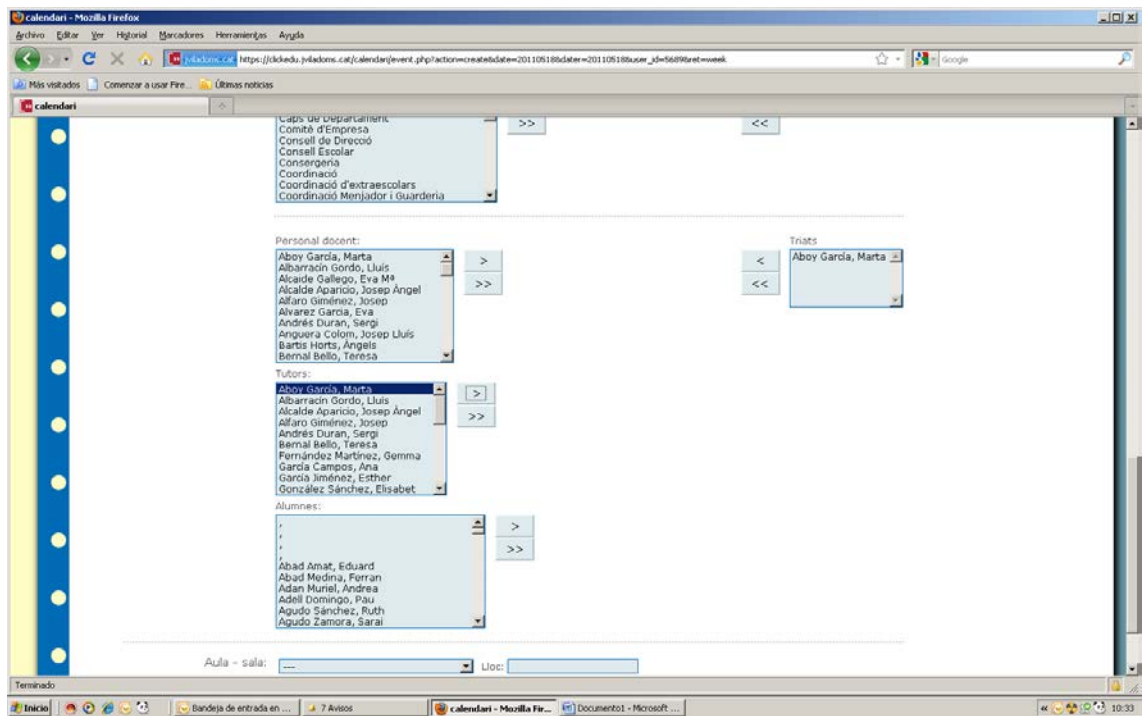 calendari - Mozilla Firefox
Archivo Editar Ver Historial Marcadores Herramientas Ayuda
jviladoms.cat https://clickedu.jviladoms.cat/calendari/event.php?action=create&date=20110518&dater=20110518&user_id=5689&ret=week
Google
Más visitados Comenzar a usar Fire... Últimas noticias
calendari
Caps de Departament
Comitè d'Empresa
Consell de Direcció
Consell Escolar
Consergeria
Coordinació
Coordinació d'extraescolars
Coordinació Menjador i Guarderia
>> <<
Personal docent:
Aboy García, Marta
Albarracín Gordo, Lluís
Alcaide Gallego, Eva Mª
Alcalde Aparicio, Josep Àngel
Alfaro Giménez, Josep
Alvarez Garcia, Eva
Andrés Duran, Sergi
Anguera Colom, Josep Lluís
Bartis Horts, Àngels
Bernal Bello, Teresa
>
>>
<
<<
Triats
Aboy García, Marta
Tutors:
Aboy García, Marta
Albarracín Gordo, Lluís
Alcalde Aparicio, Josep Àngel
Alfaro Giménez, Josep
Andrés Duran, Sergi
Bernal Bello, Teresa
Fernández Martínez, Gemma
García Campos, Ana
García Jiménez, Esther
González Sánchez, Elisabet
>
>>
Alumnes:
,
,
,
,
Abad Amat, Eduard
Abad Medina, Ferran
Adan Muriel, Andrea
Adell Domingo, Pau
Agudo Sánchez, Ruth
Agudo Zamora, Sarai
>
>>
Aula - sala: ---- Lloc:
Terminado
Inicio Bandeja de entrada en ... 7 Avisos calendari - Mozilla Fir... Documento1 - Microsoft ... « 10:33